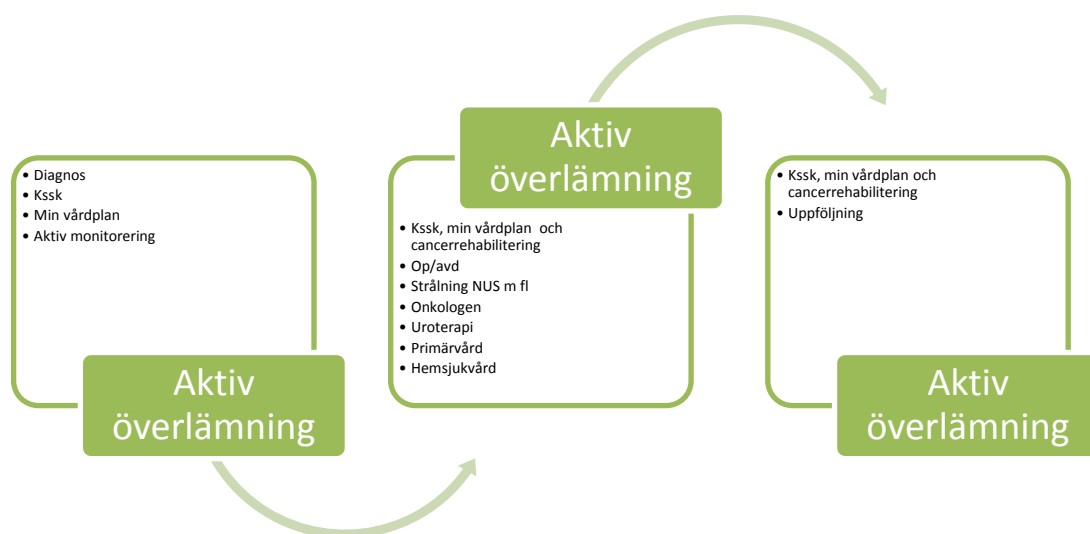 • Diagnos
• Kssk
• Min vårdplan
• Aktiv monitorering
Aktiv
överlämning
Aktiv
överlämning
• Kssk, min vårdplan och
cancerrehabilitering
• Op/avd
• Strålning NUS m fl
• Onkologen
• Uroterapi
• Primärvård
• Hemsjukvård
• Kssk, min vårdplan och
cancerrehabilitering
• Uppföljning
Aktiv
överlämning